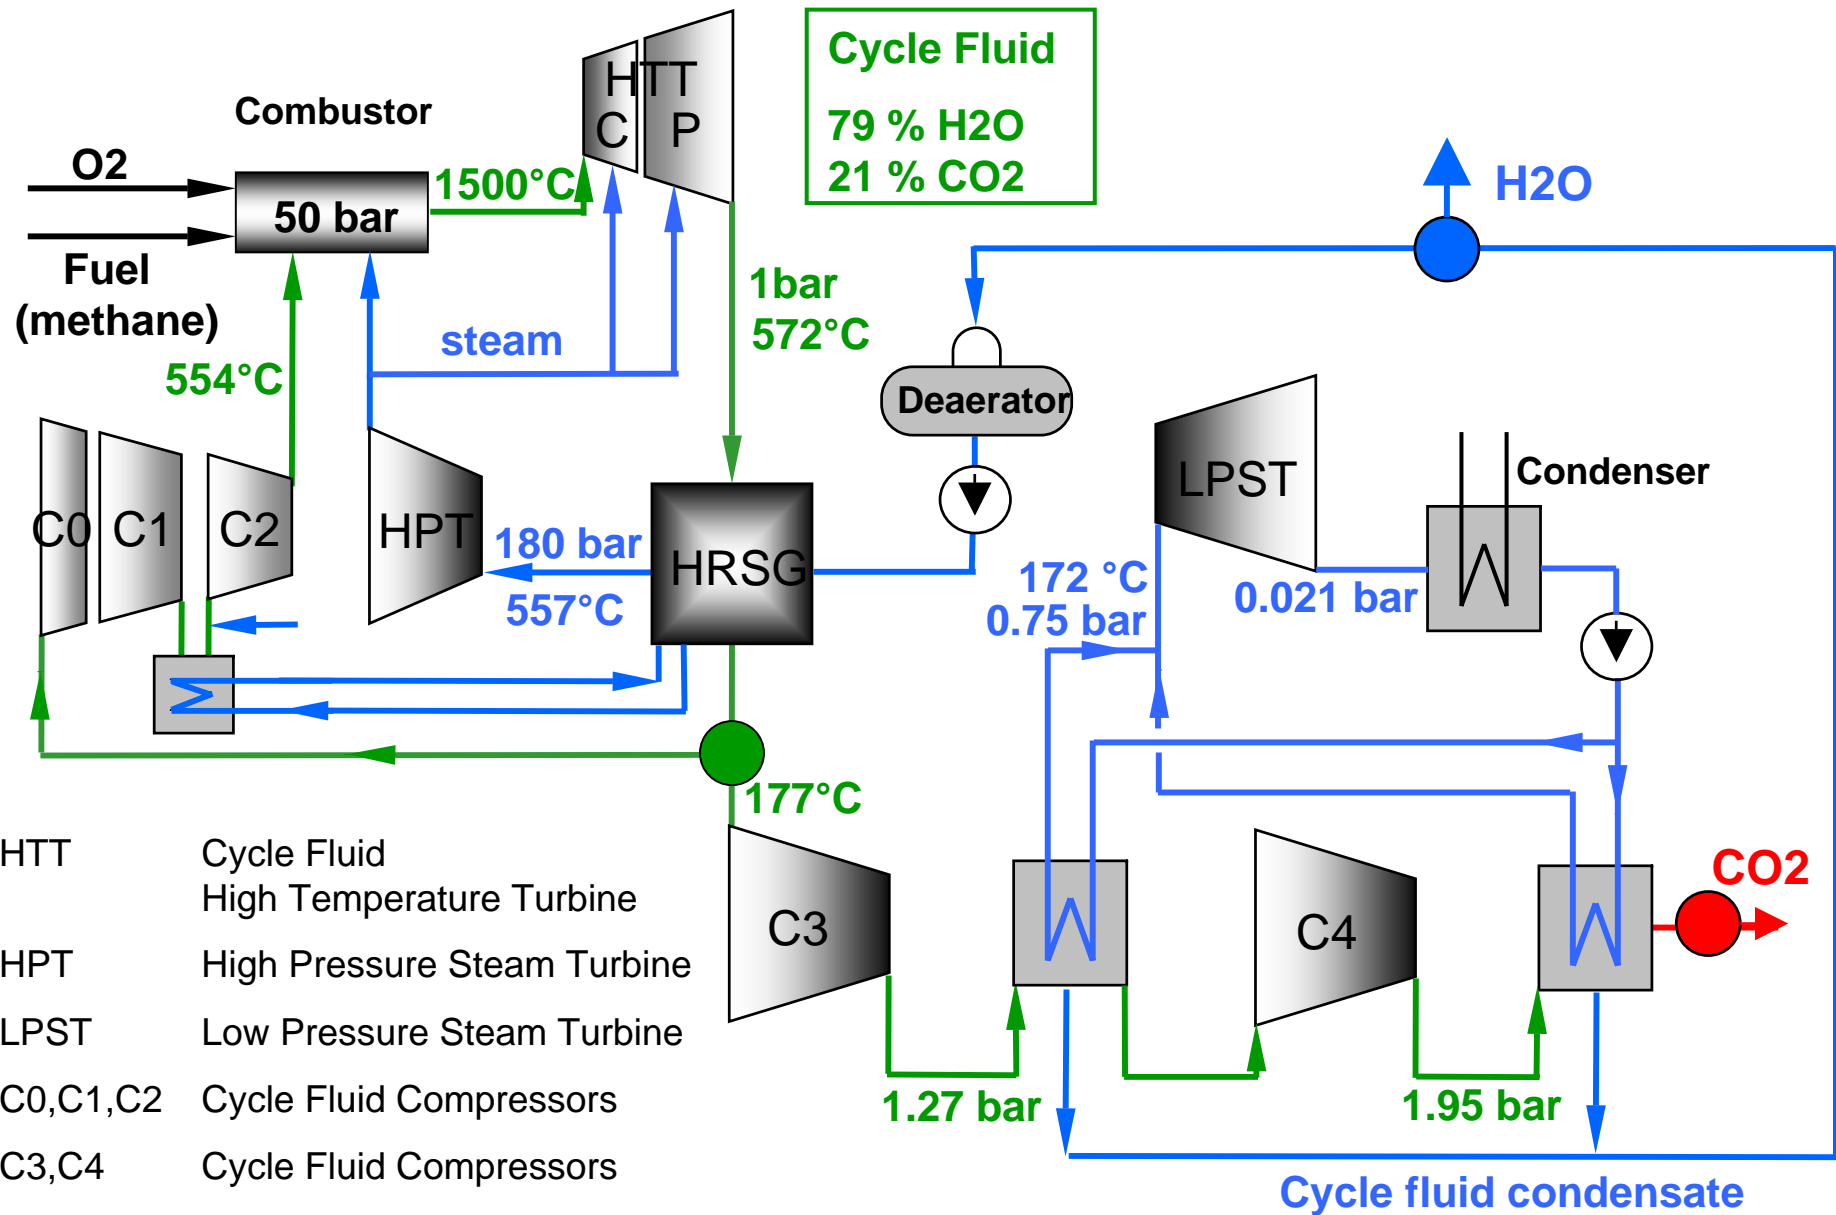 Cycle Fluid
79 % H2O
21 % CO2
HTT
C P
Combustor
O2
1500°C
50 bar
Fuel
(methane)
H2O
1bar
572°C
steam
554°C
Deaerator
LPST
Condenser
C0 C1 C2
HPT
180 bar
557°C
HRSG
172 °C
0.75 bar
0.021 bar
177°C
C3
C4
CO2
1.27 bar
1.95 bar
Cycle fluid condensate
HTT Cycle Fluid
High Temperature Turbine
HPT High Pressure Steam Turbine
LPST Low Pressure Steam Turbine
C0,C1,C2 Cycle Fluid Compressors
C3,C4 Cycle Fluid Compressors